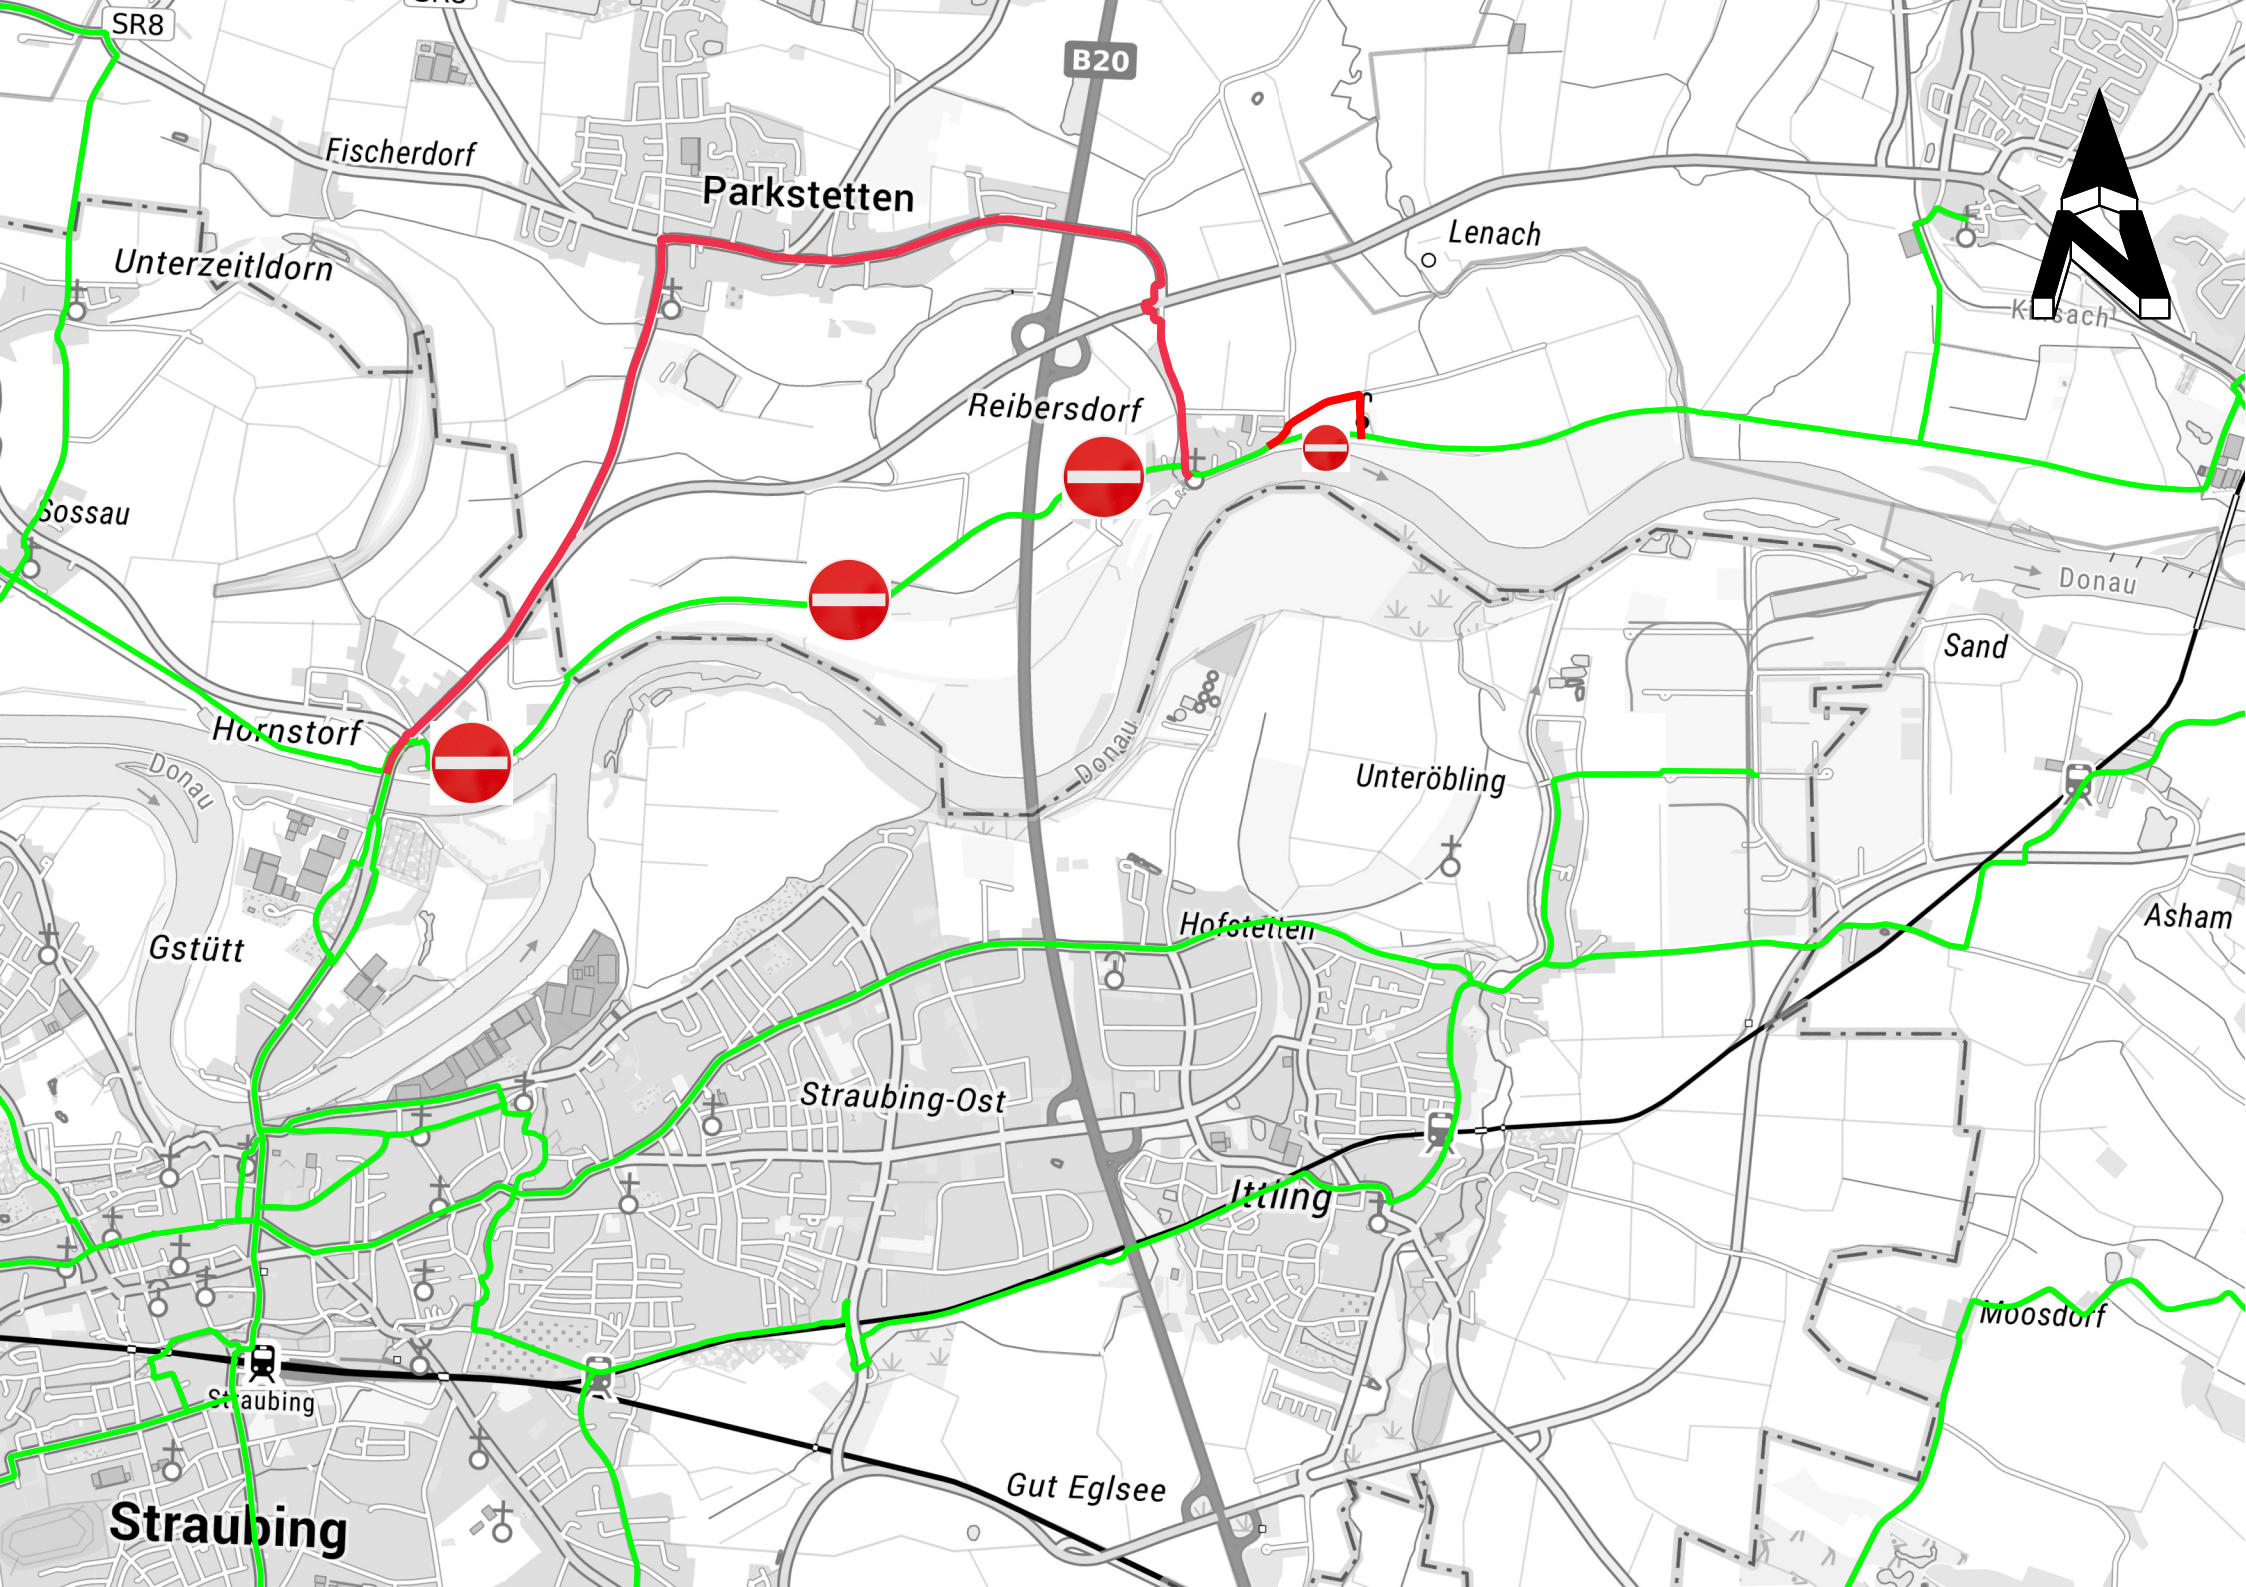 SR8
B20
Fischerdorf
Parkstetten
Lenach
Unterzeitldorn
N
Reibersdorf
Sossau
Donau
Sand
Hornstorf
Donau
Donau
Unteröbling
Asham
Gstütt
Hofstetten
Straubing-Ost
Ittling
Moosdorf
Straubing
Gut Eglsee
Straubing